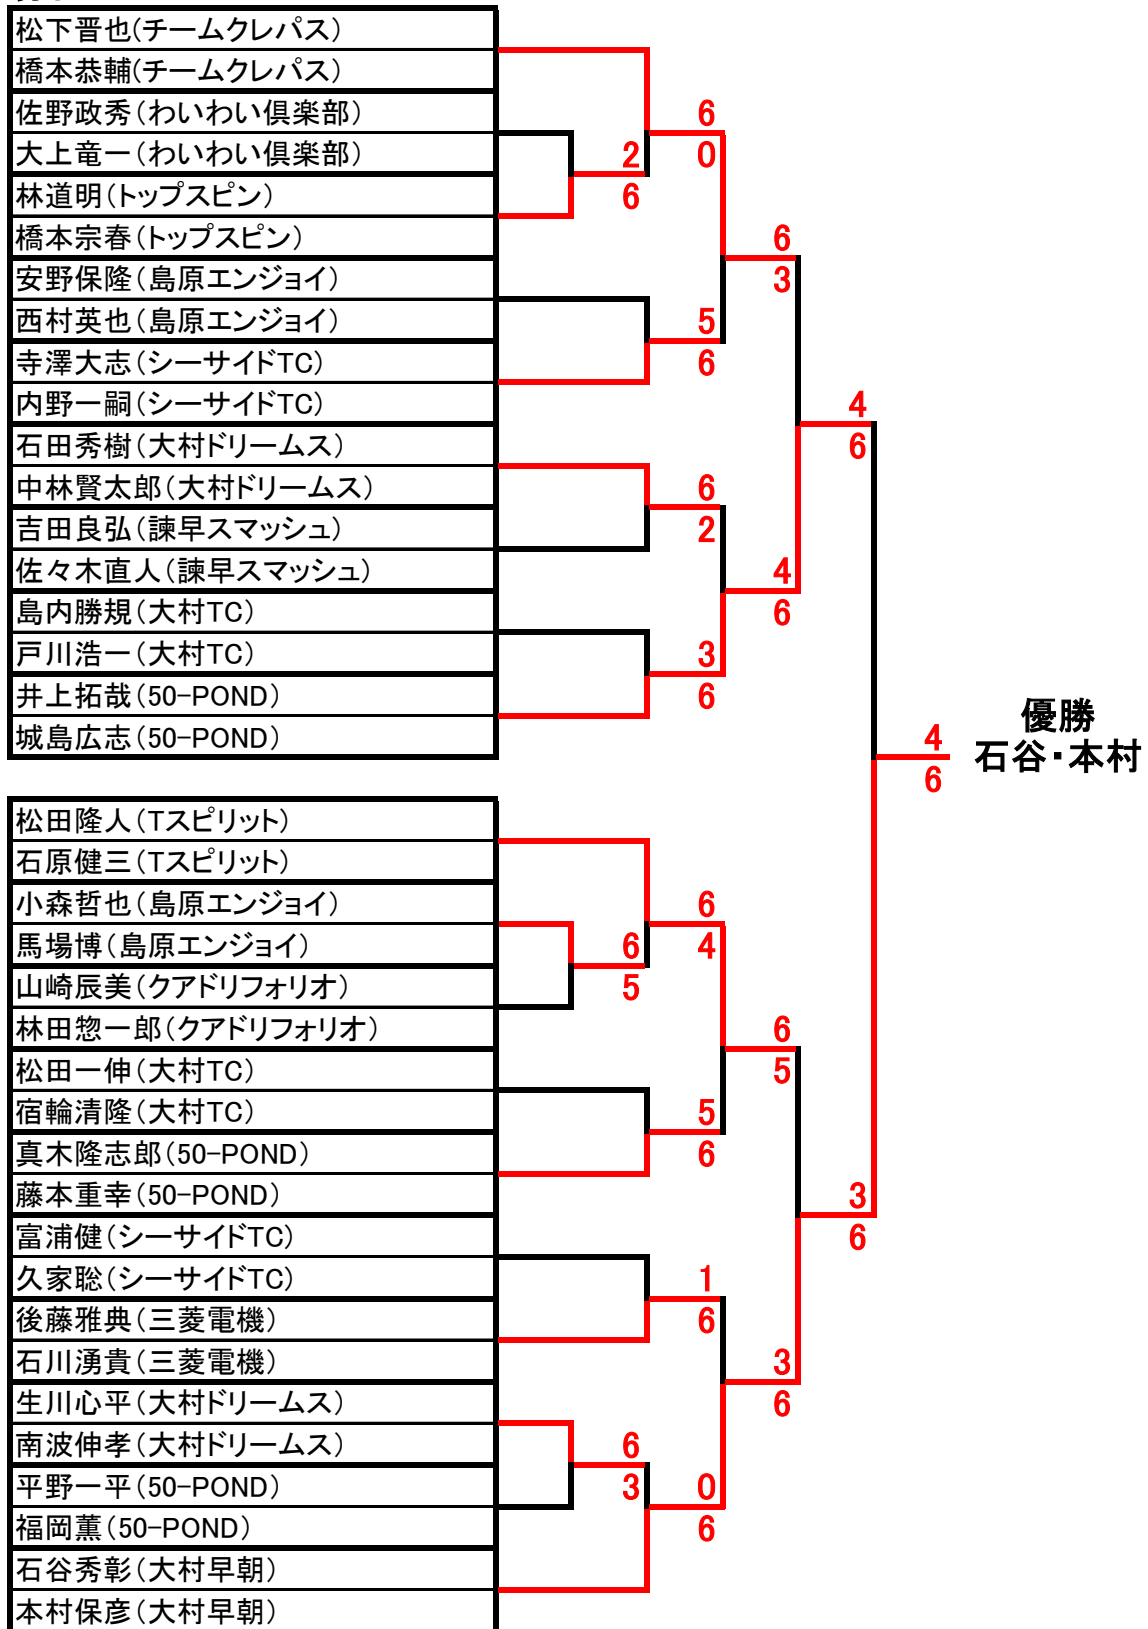 松下晋也(チームクレパス)
橋本恭輔(チームクレパス)
佐野政秀(わいわい倶楽部)
大上竜一(わいわい倶楽部)
林道明(トップスピン)
橋本宗春(トップスピン)
安野保隆(島原エンジョイ)
西村英也(島原エンジョイ)
寺澤大志(シーサイドTC)
内野一嗣(シーサイドTC)
石田秀樹(大村ドリームス)
中林賢太郎(大村ドリームス)
吉田良弘(諫早スマッシュ)
佐々木直人(諫早スマッシュ)
島内勝規(大村TC)
戸川浩一(大村TC)
井上拓哉(50-POND)
城島広志(50-POND)
2
6
6
0
5
6
6
2
3
6
6
3
4
6
4
6
4
6
優勝
石谷・本村
松田隆人(Tスピリット)
石原健三(Tスピリット)
小森哲也(島原エンジョイ)
馬場博(島原エンジョイ)
山崎辰美(クアドリフォリオ)
林田惣一郎(クアドリフォリオ)
松田一伸(大村TC)
宿輪清隆(大村TC)
真木隆志郎(50-POND)
藤本重幸(50-POND)
富浦健(シーサイドTC)
久家聡(シーサイドTC)
後藤雅典(三菱電機)
石川湧貴(三菱電機)
生川心平(大村ドリームス)
南波伸孝(大村ドリームス)
平野一平(50-POND)
福岡薫(50-POND)
石谷秀彰(大村早朝)
本村保彦(大村早朝)
6
5
6
3
6
4
5
6
1
6
0
6
6
5
3
6
3
6